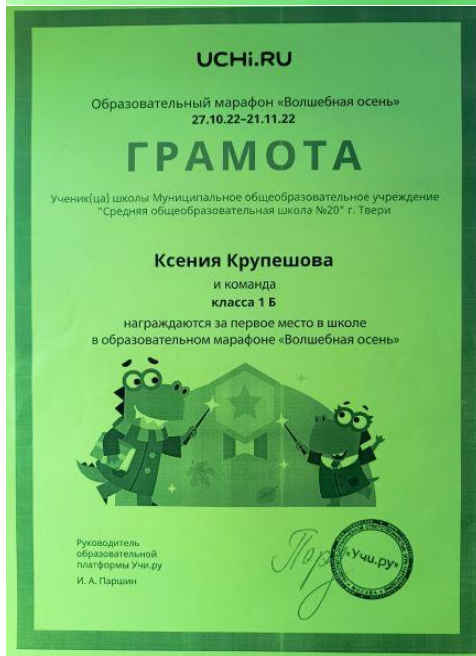 UCHi.RU
Образовательный марафон «Волшебная осень»
27.10.22–21.11.22
ГРАМОТА
Ученик(ца) школы Муниципальное общеобразовательное учреждение
"Средняя общеобразовательная школа №20" г. Твери
Ксения Крупешова
и команда
класса 1 Б
награждаются за первое место в школе
в образовательном марафоне «Волшебная осень»
Руководитель
образовательной
платформы Учи.ру
И. А. Паршин
«Учи.ру»